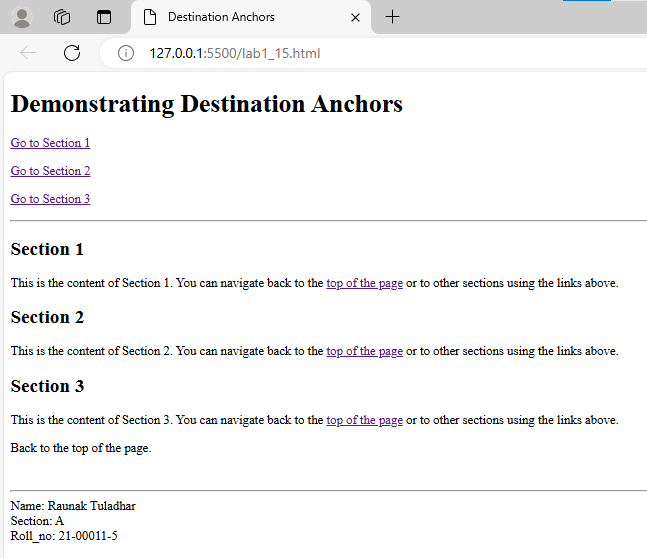 Destination Anchors
127.0.0.1:5500/lab1_15.html
Demonstrating Destination Anchors
Go to Section 1
Go to Section 2
Go to Section 3
Section 1
This is the content of Section 1. You can navigate back to the top of the page or to other sections using the links above.
Section 2
This is the content of Section 2. You can navigate back to the top of the page or to other sections using the links above.
Section 3
This is the content of Section 3. You can navigate back to the top of the page or to other sections using the links above.
Back to the top of the page.
Name: Raunak Tuladhar
Section: A
Roll_no: 21-00011-5